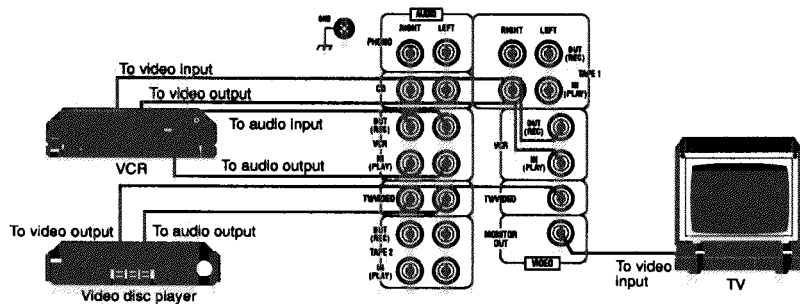 AUDIO
GND
RIGHT LEFT
PHONO
RIGHT LEFT
OUT (REC)
TAPE 1
IN (PLAY)
CD
To video input
To video output
To audio input
To audio output
VCR
OUT (REC)
VCR
IN (PLAY)
OUT (REC)
VCR
IN (PLAY)
TV/VIDEO
TV/VIDEO
To video output
To audio output
Video disc player
OUT (REC)
TAPE 2
IN (PLAY)
MONITOR OUT
VIDEO
To video
input
TV